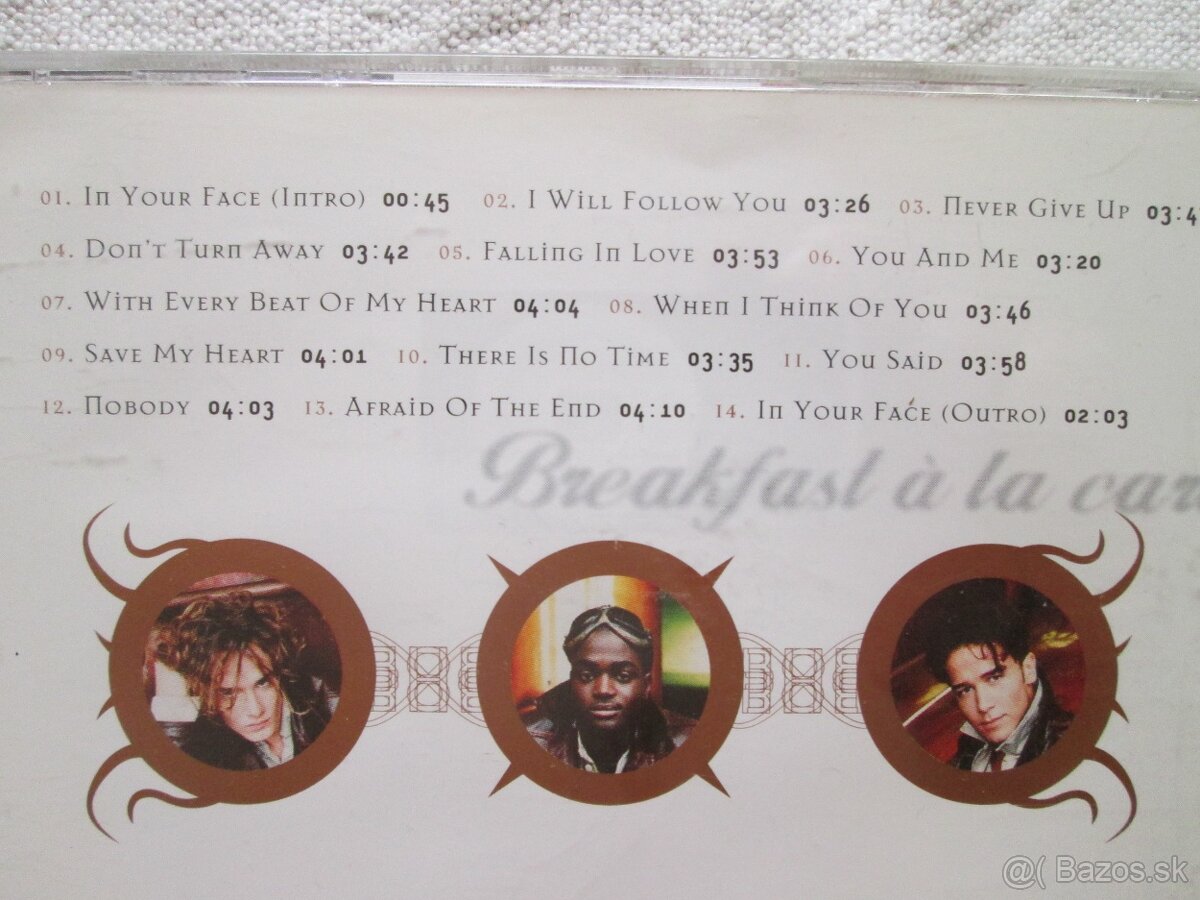 01. In Your Face (Intro) 00:45 02. I Will Follow You 03:26 03. Never Give Up 03:4
04. Don't Turn Away 03:42 05. Falling In Love 03:53 06. You And Me 03:20
07. With Every Beat Of My Heart 04:04 08. When I Think Of You 03:46
09. Save My Heart 04:01 10. There Is No Time 03:35 11. You Said 03:58
12. Nobody 04:03 13. Afraid Of The End 04:10 14. In Your Face (Outro) 02:03
Breakfast à la car
@( Bazos.sk